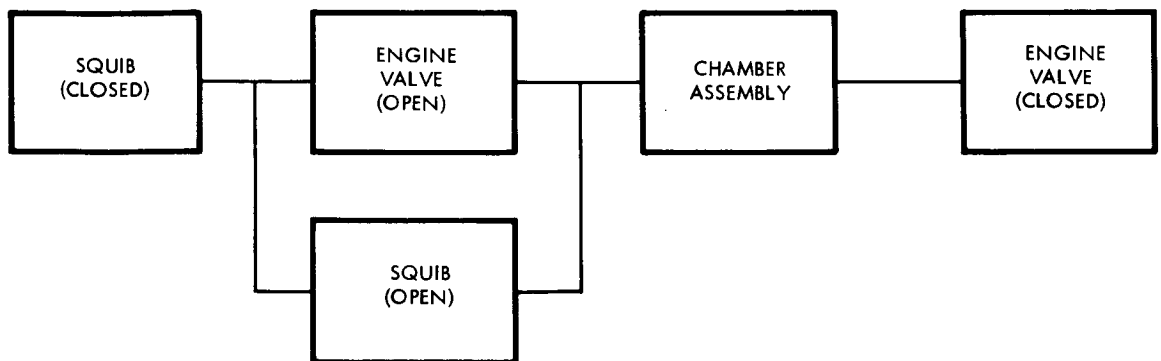 SQUIB
(CLOSED)
ENGINE
VALVE
(OPEN)
CHAMBER
ASSEMBLY
ENGINE
VALVE
(CLOSED)
SQUIB
(OPEN)